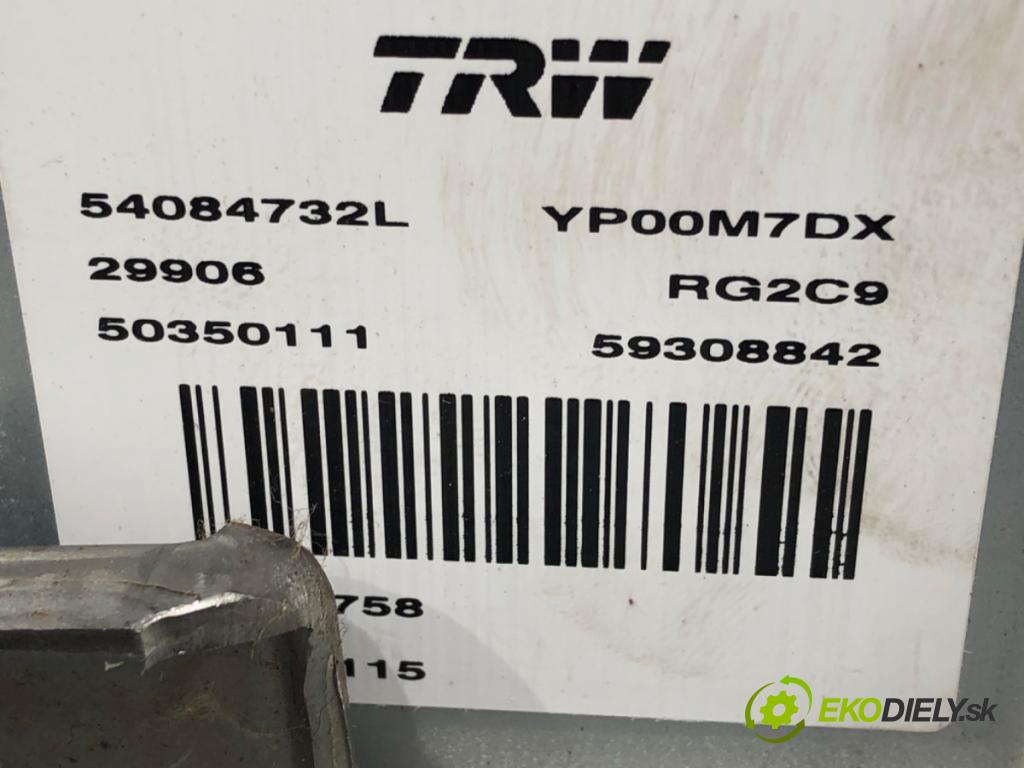 TRW
54084732L YP00M7DX
29906 RG2C9
50350111 59308842
758
115
EKODIELY.sk